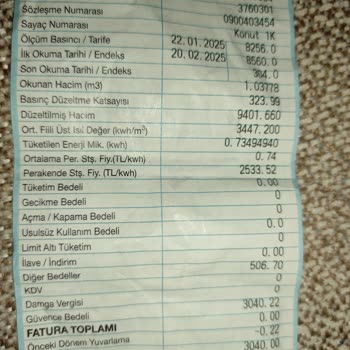 Sözleşme Numarası 3760301
Sayaç Numarası 0900403454
Ölçüm Basıncı / Tarife Konut 1K
İlk Okuma Tarihi / Endeks 22.01.2025 8256.0
Son Okuma Tarihi / Endeks 20.02.2025 8560.0
Okunan Hacim (m3) 304.0
Basınç Düzeltme Katsayısı 1.03778
Düzeltilmiş Hacim 323.99
Ort. Fiili Üst Isıl Değer (kwh/m³) 9401.660
Tüketilen Enerji Mik. (kwh) 3447.200
Ortalama Per. Stş. Fiy.(TL/kwh) 0.73494940
Perakende Stş. Fiy. (TL/kwh) 0.74
Tüketim Bedeli 2533.52
Gecikme Bedeli 0.00
Açma / Kapama Bedeli 0
Usulsüz Kullanım Bedeli 0
Limit Altı Tüketim 0.0
İlave / İndirim 0
Diğer Bedeller 0.00
KDV 506.70
Damga Vergisi 0
Güvence Bedeli 0
FATURA TOPLAMI 3040.22
Önceki Dönem Yuvarlama 0.00
-0.22
3040.00